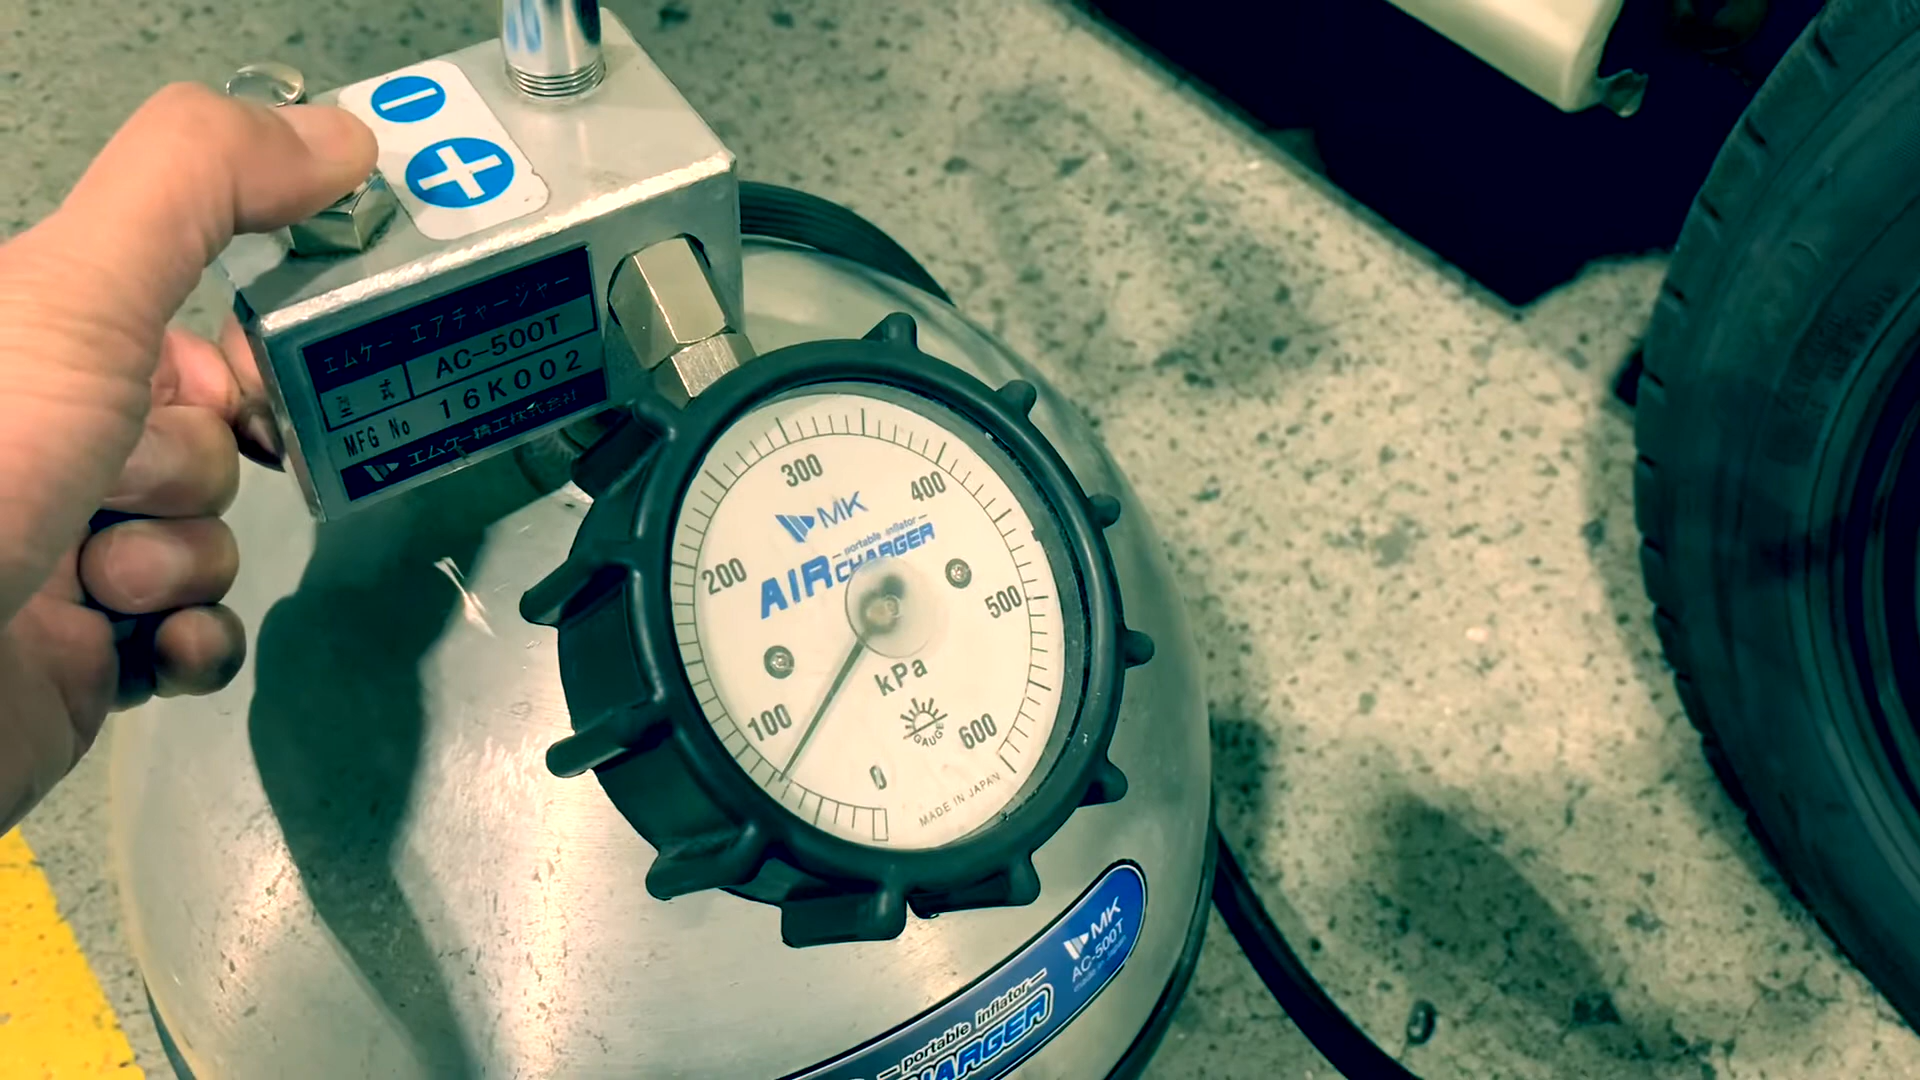 エムケー エアチャージャー
型式 AC-500T
MFG No 16K002
エムケー精工株式会社
300
400
MK
portable inflator
AIR CHARGER
200
500
kPa
100
600
0
GAUGE
MADE IN JAPAN
MK
AC-500T
portable inflator
CHARGER